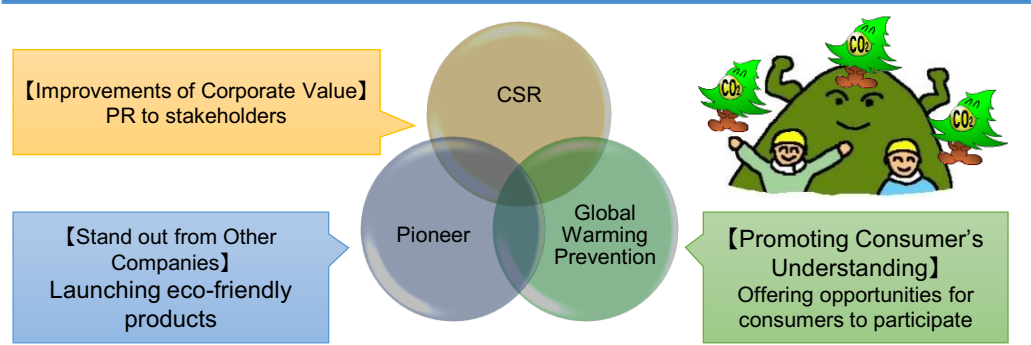 【Improvements of Corporate Value】
PR to stakeholders
CSR
CO₂
CO₂
CO₂
Pioneer
Global
Warming
Prevention
【Stand out from Other
Companies】
Launching eco-friendly
products
【Promoting Consumer’s
Understanding】
Offering opportunities for
consumers to participate